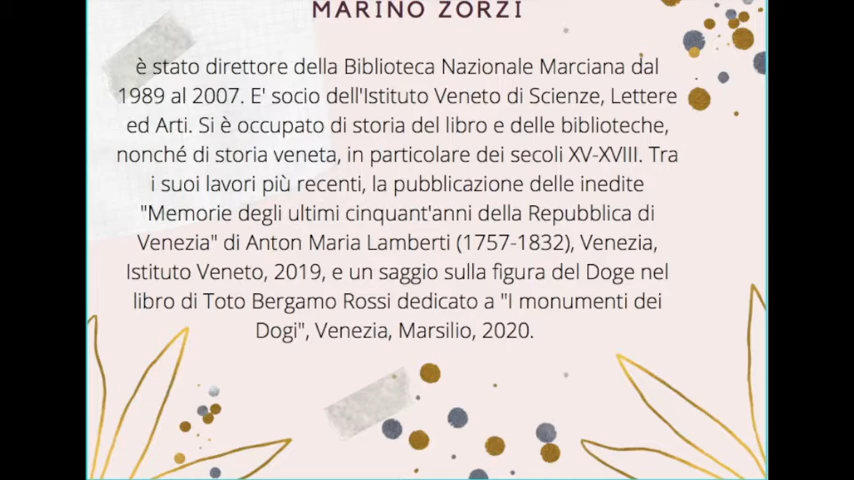 MARINO ZORZI
è stato direttore della Biblioteca Nazionale Marciana dal
1989 al 2007. E' socio dell'Istituto Veneto di Scienze, Lettere
ed Arti. Si è occupato di storia del libro e delle biblioteche,
nonché di storia veneta, in particolare dei secoli XV-XVIII. Tra
i suoi lavori più recenti, la pubblicazione delle inedite
"Memorie degli ultimi cinquant'anni della Repubblica di
Venezia" di Anton Maria Lamberti (1757-1832), Venezia,
Istituto Veneto, 2019, e un saggio sulla figura del Doge nel
libro di Toto Bergamo Rossi dedicato a "I monumenti dei
Dogi", Venezia, Marsilio, 2020.